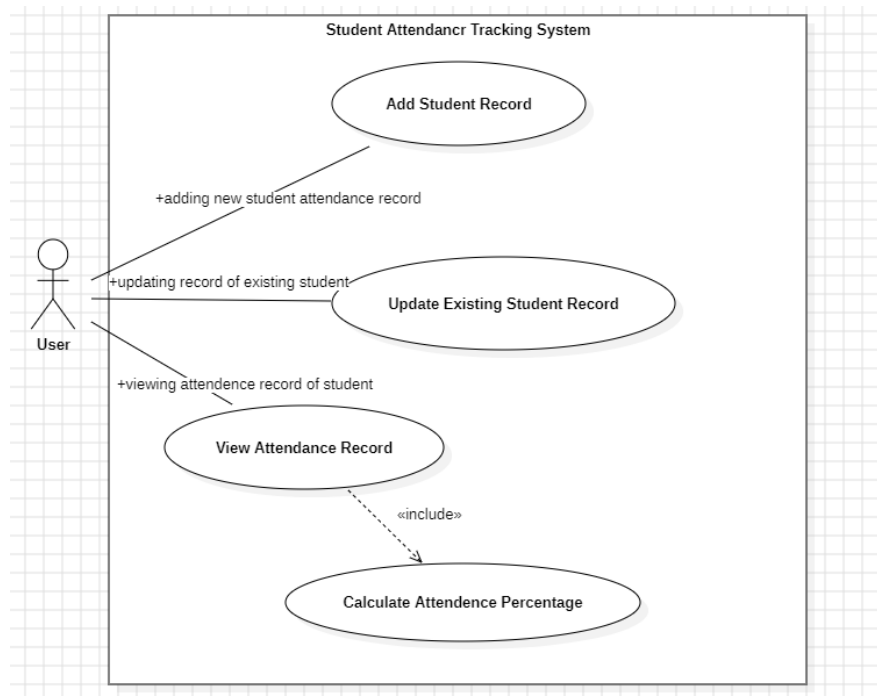 Student Attendancr Tracking System
Add Student Record
+adding new student attendance record
+updating record of existing student
Update Existing Student Record
User
+viewing attendence record of student
View Attendance Record
«include»
Calculate Attendence Percentage